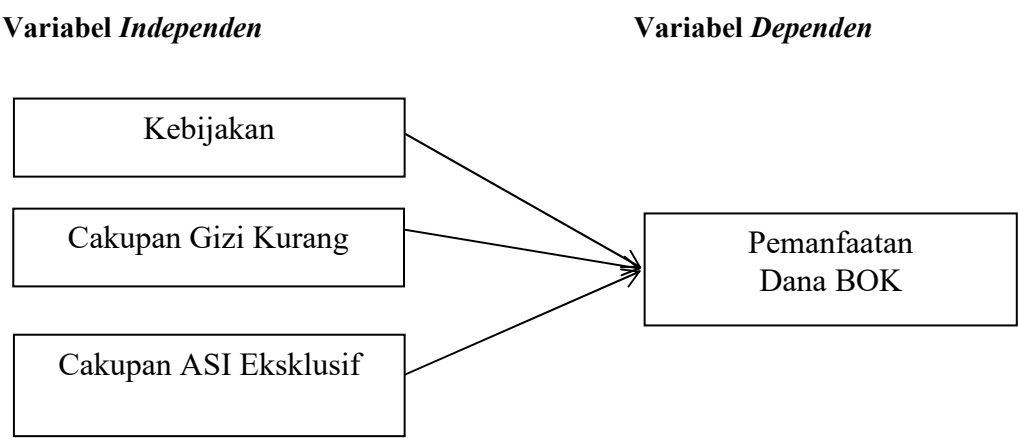 Variabel Independen
Variabel Dependen
Kebijakan
Cakupan Gizi Kurang
Pemanfaatan
Dana BOK
Cakupan ASI Eksklusif